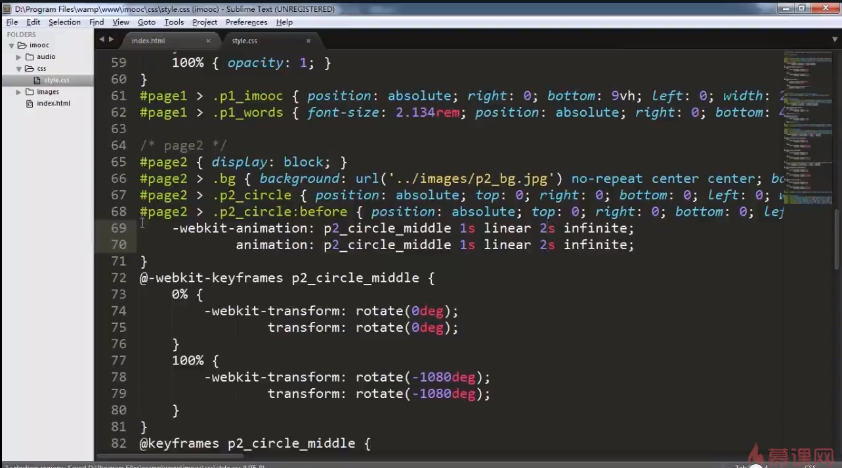 D:\Program Files\wamp\www\imooc\css\style.css (imooc) - Sublime Text (UNREGISTERED)
File Edit Selection Find View Goto Tools Project Preferences Help
FOLDERS
imooc
audio
css
style.css
images
index.html
index.html × style.css ×
59 100% { opacity: 1; }
60 }
61 #page1 > .p1_imooc { position: absolute; right: 0; bottom: 9vh; left: 0; width: 2
62 #page1 > .p1_words { font-size: 2.134rem; position: absolute; right: 0; bottom: 4
63
64 /* page2 */
65 #page2 { display: block; }
66 #page2 > .bg { background: url('../images/p2_bg.jpg') no-repeat center center; ba
67 #page2 > .p2_circle { position: absolute; top: 0; right: 0; bottom: 0; left: 0; w
68 #page2 > .p2_circle:before { position: absolute; top: 0; right: 0; bottom: 0; lef
69 -webkit-animation: p2_circle_middle 1s linear 2s infinite;
70 animation: p2_circle_middle 1s linear 2s infinite;
71 }
72 @-webkit-keyframes p2_circle_middle {
73 0% {
74 -webkit-transform: rotate(0deg);
75 transform: rotate(0deg);
76 }
77 100% {
78 -webkit-transform: rotate(-1080deg);
79 transform: rotate(-1080deg);
80 }
81 }
82 @keyframes p2_circle_middle {
慕课网